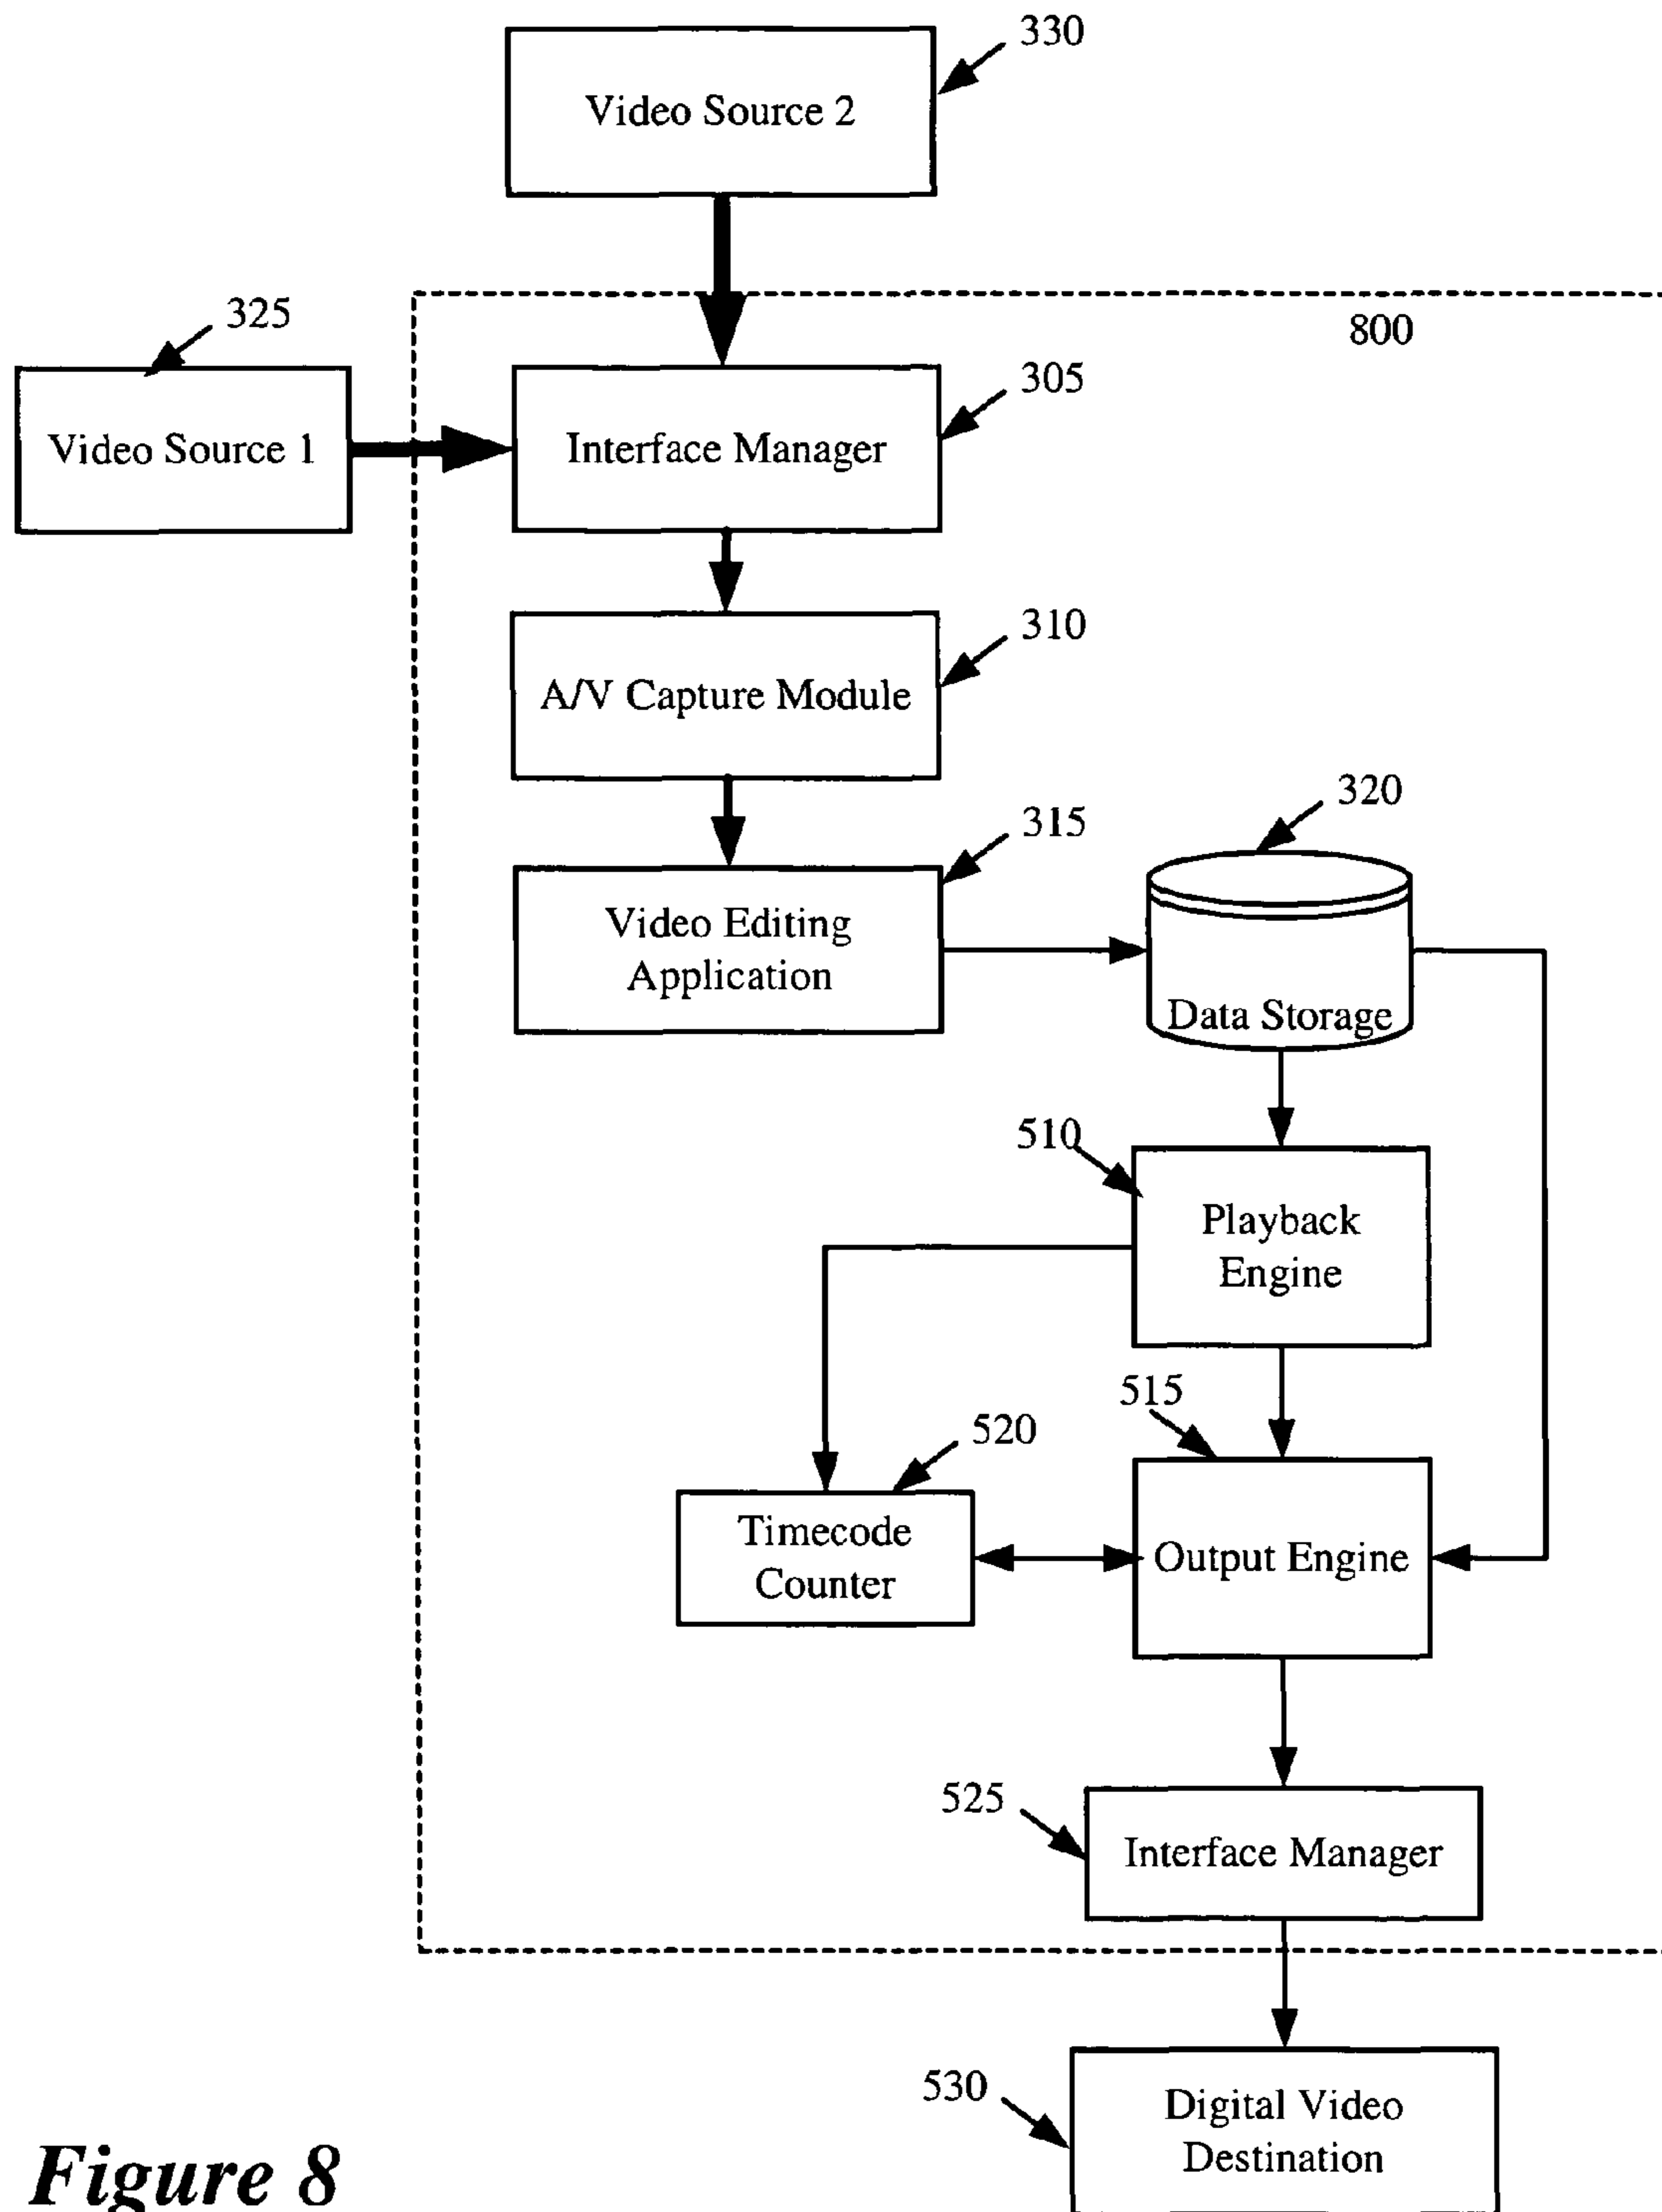 330
Video Source 2
325
800
305
Video Source 1
Interface Manager
310
A/V Capture Module
320
315
Video Editing
Application
Data Storage
510
Playback
Engine
515
520
Timecode
Counter
Output Engine
525
Interface Manager
530
Digital Video
Destination
Figure 8